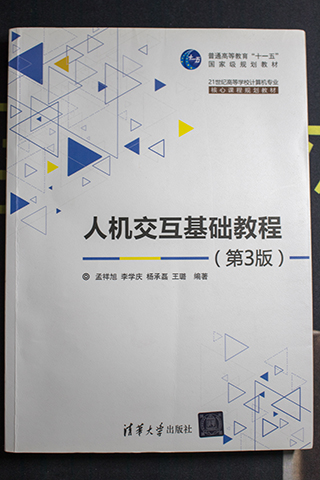 普通高等教育“十一五”
国家级规划教材
21世纪高等学校计算机专业
核心课程规划教材
人机交互基础教程
（第3版）
◎ 孟祥旭 李学庆 杨承磊 王璐 编著
清华大学出版社